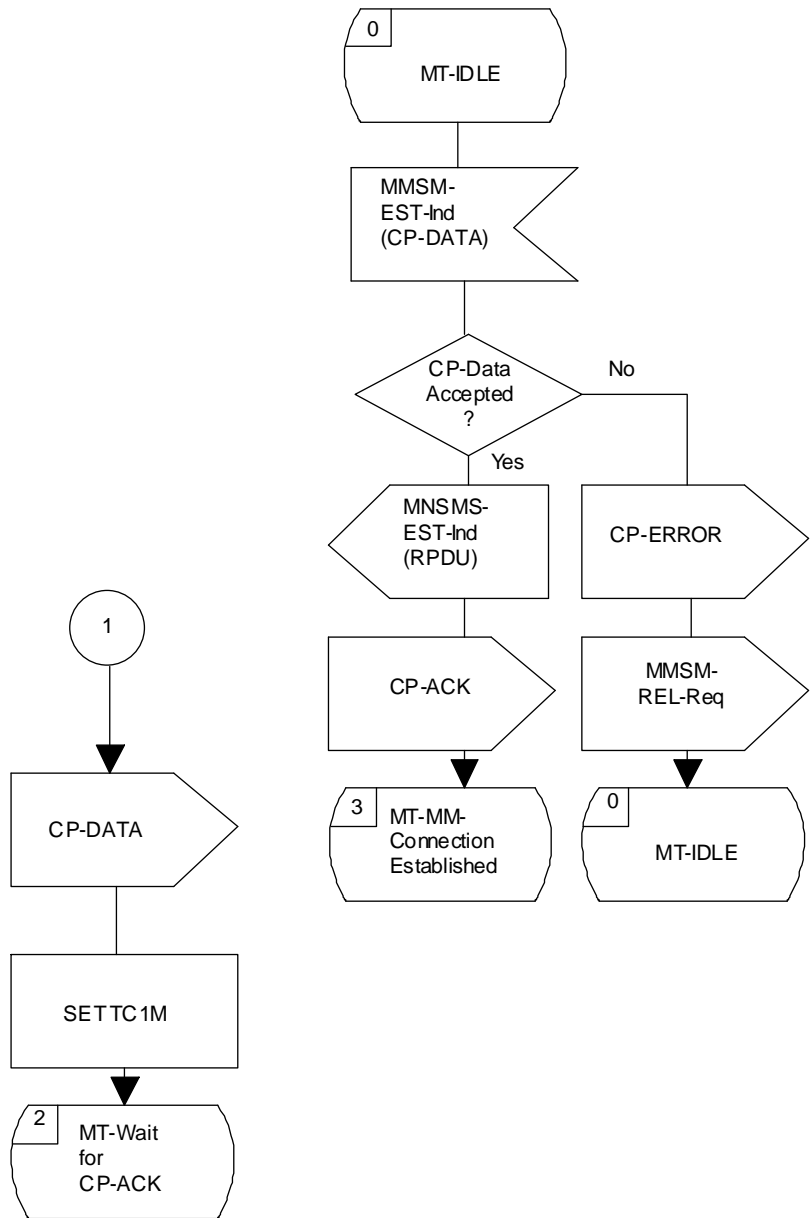 0
MT-IDLE
MMSM-
EST-Ind
(CP-DATA)
CP-Data
Accepted
?
No
Yes
MNSMS-
EST-Ind
(RPDU)
CP-ERROR
CP-ACK
MMSM-
REL-Req
3
MT-MM-
Connection
Established
0
MT-IDLE
1
CP-DATA
SETTC1M
2
MT-Wait
for
CP-ACK